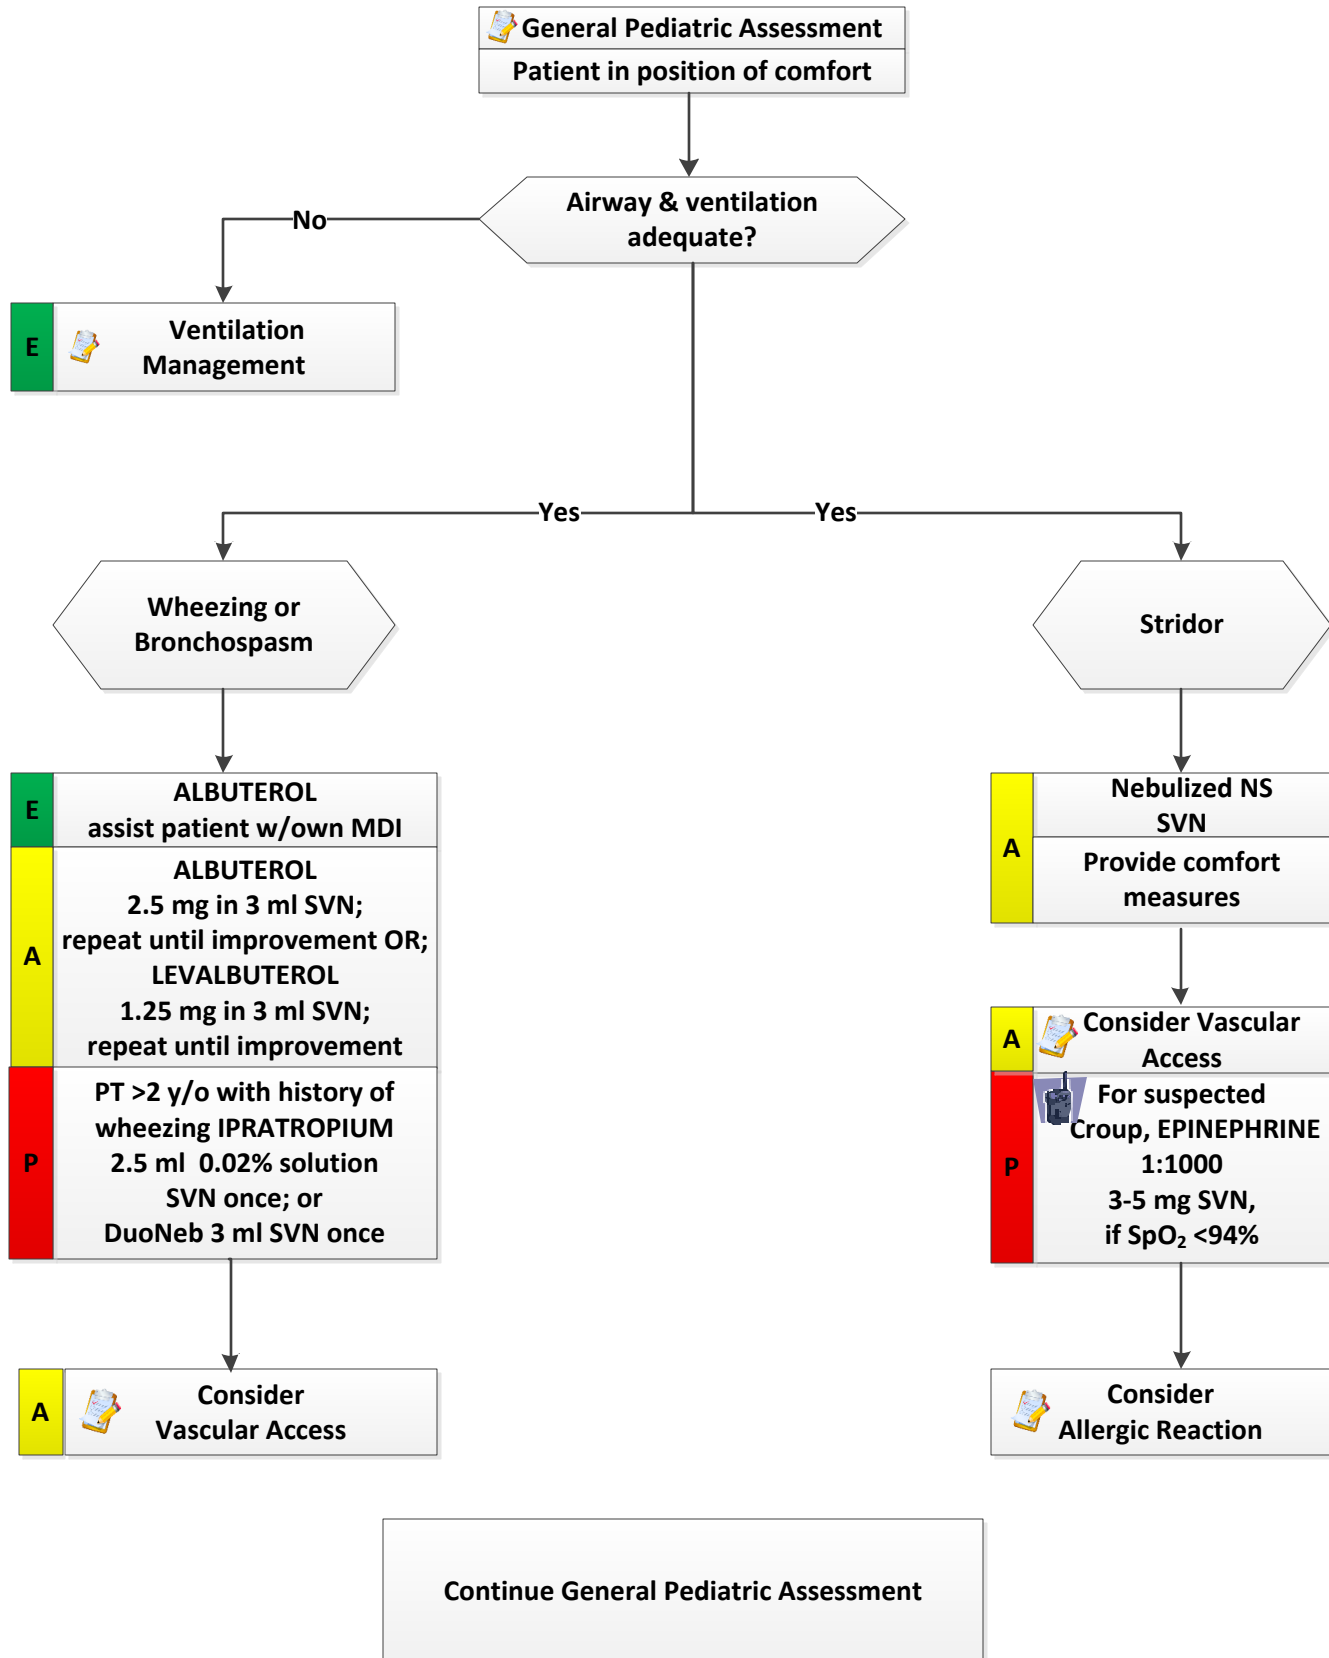 General Pediatric Assessment
Patient in position of comfort
Airway & ventilation
adequate?
No
E
Ventilation
Management
Yes
Yes
Wheezing or
Bronchospasm
Stridor
E
ALBUTEROL
assist patient w/own MDI
A
ALBUTEROL
2.5 mg in 3 ml SVN;
repeat until improvement OR;
LEVALBUTEROL
1.25 mg in 3 ml SVN;
repeat until improvement
P
PT >2 y/o with history of
wheezing IPRATROPIUM
2.5 ml 0.02% solution
SVN once; or
DuoNeb 3 ml SVN once
A
Consider
Vascular Access
A
Nebulized NS
SVN
Provide comfort
measures
A
Consider Vascular
Access
P
For suspected
Croup, EPINEPHRINE
1:1000
3-5 mg SVN,
if SpO₂ <94%
Consider
Allergic Reaction
Continue General Pediatric Assessment